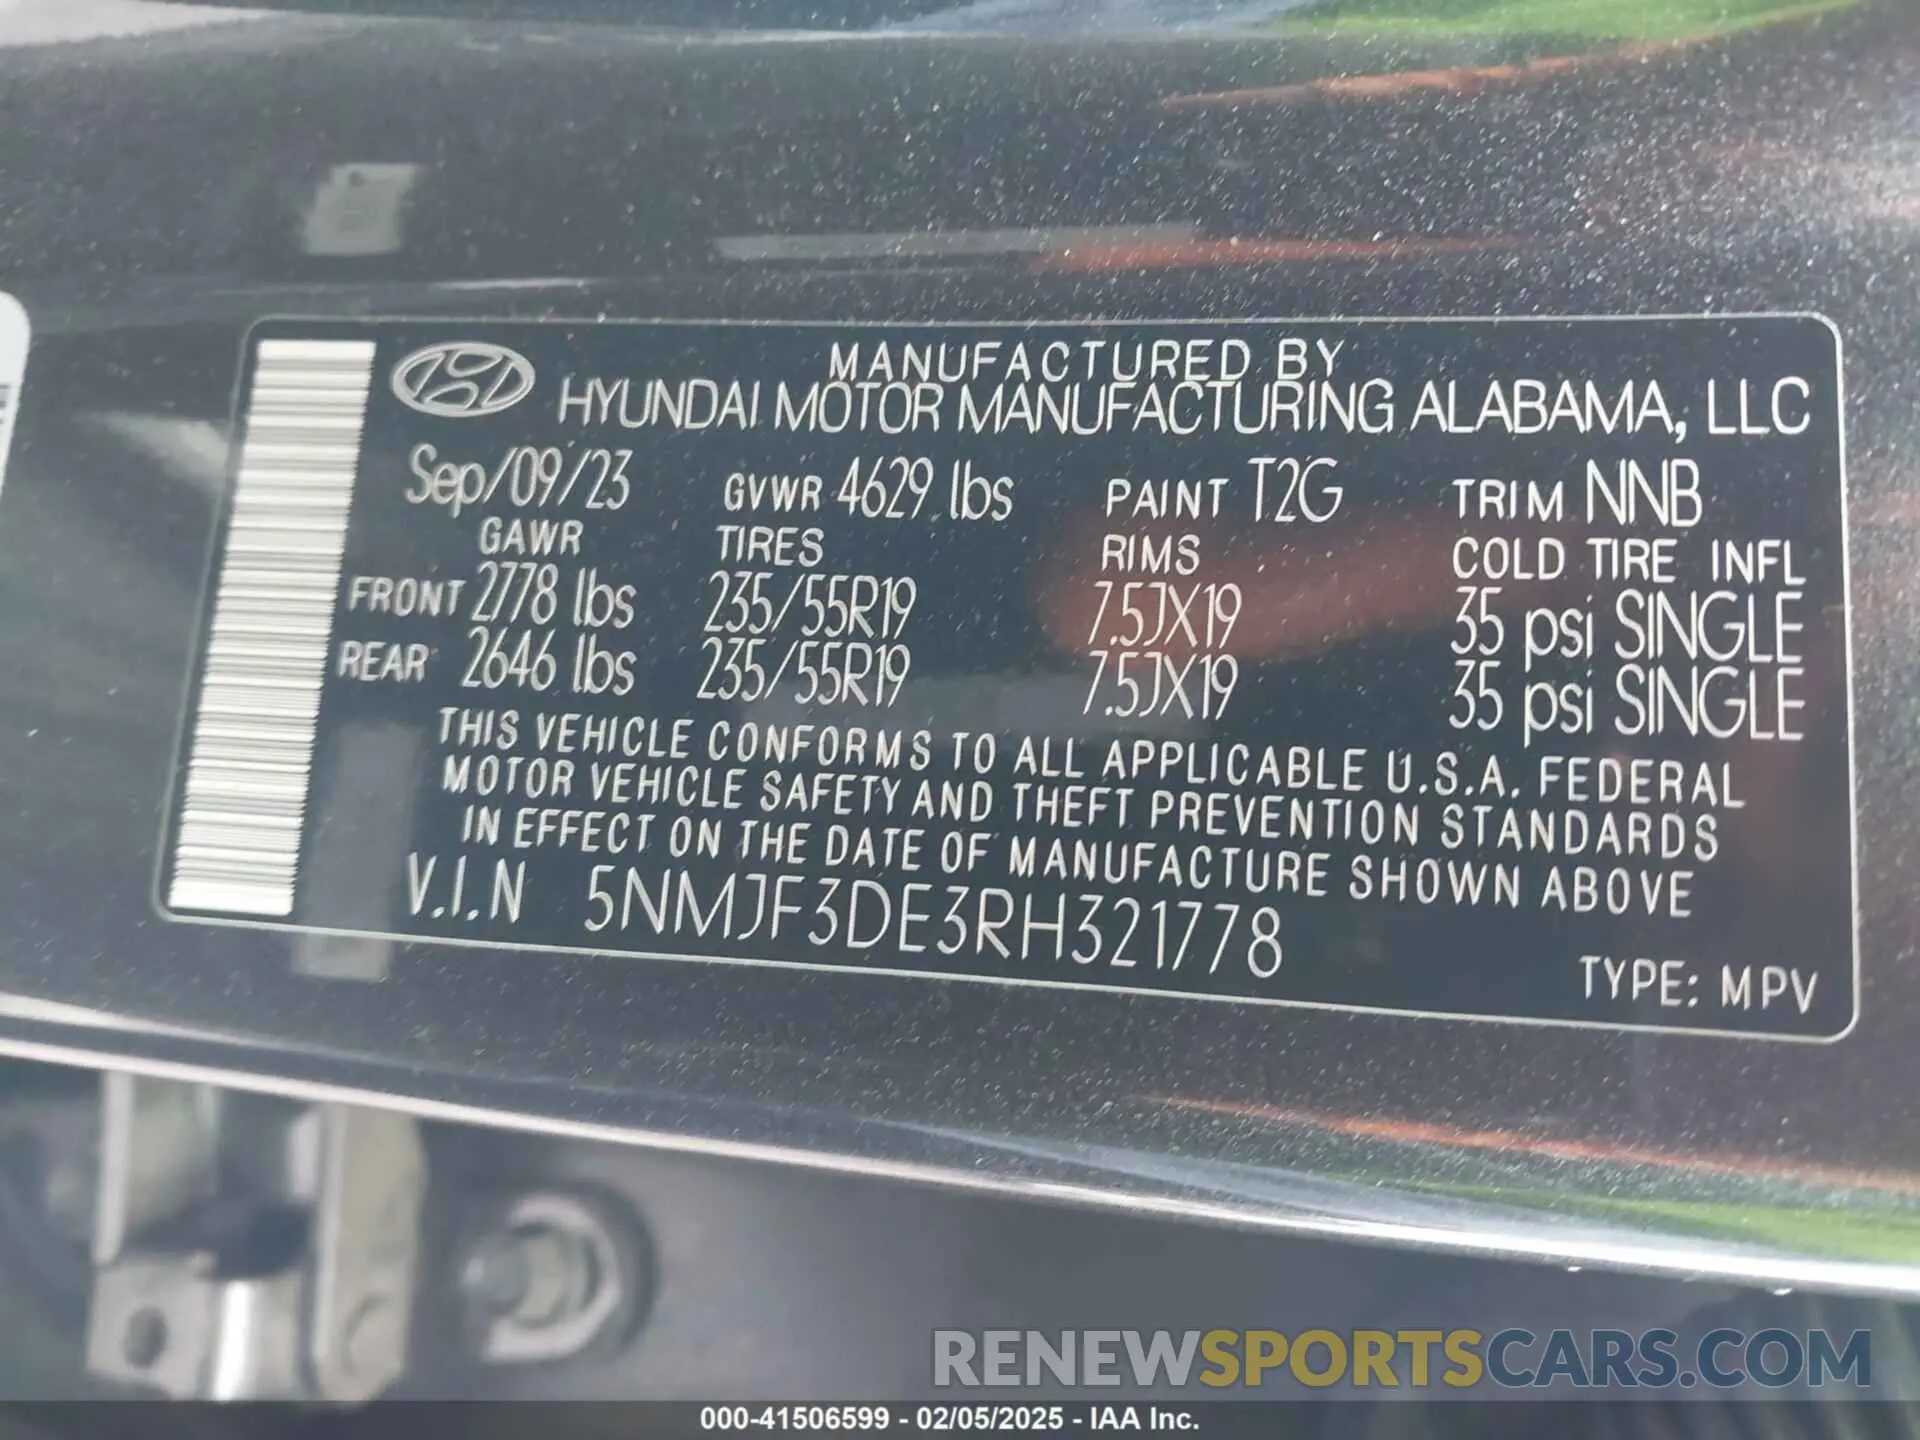 MANUFACTURED BY
HYUNDAI MOTOR MANUFACTURING ALABAMA, LLC
Sep/09/23 GVWR 4629 lbs PAINT T2G TRIM NNB
GAWR TIRES RIMS COLD TIRE INFL
FRONT 2778 lbs 235/55R19 7.5JX19 35 psi SINGLE
REAR 2646 lbs 235/55R19 7.5JX19 35 psi SINGLE
THIS VEHICLE CONFORMS TO ALL APPLICABLE U.S.A. FEDERAL
MOTOR VEHICLE SAFETY AND THEFT PREVENTION STANDARDS
IN EFFECT ON THE DATE OF MANUFACTURE SHOWN ABOVE
V.I.N 5NMJF3DE3RH321778
TYPE: MPV
RENEWSPORTSCARS.COM
000-41506599 - 02/05/2025 - IAA Inc.